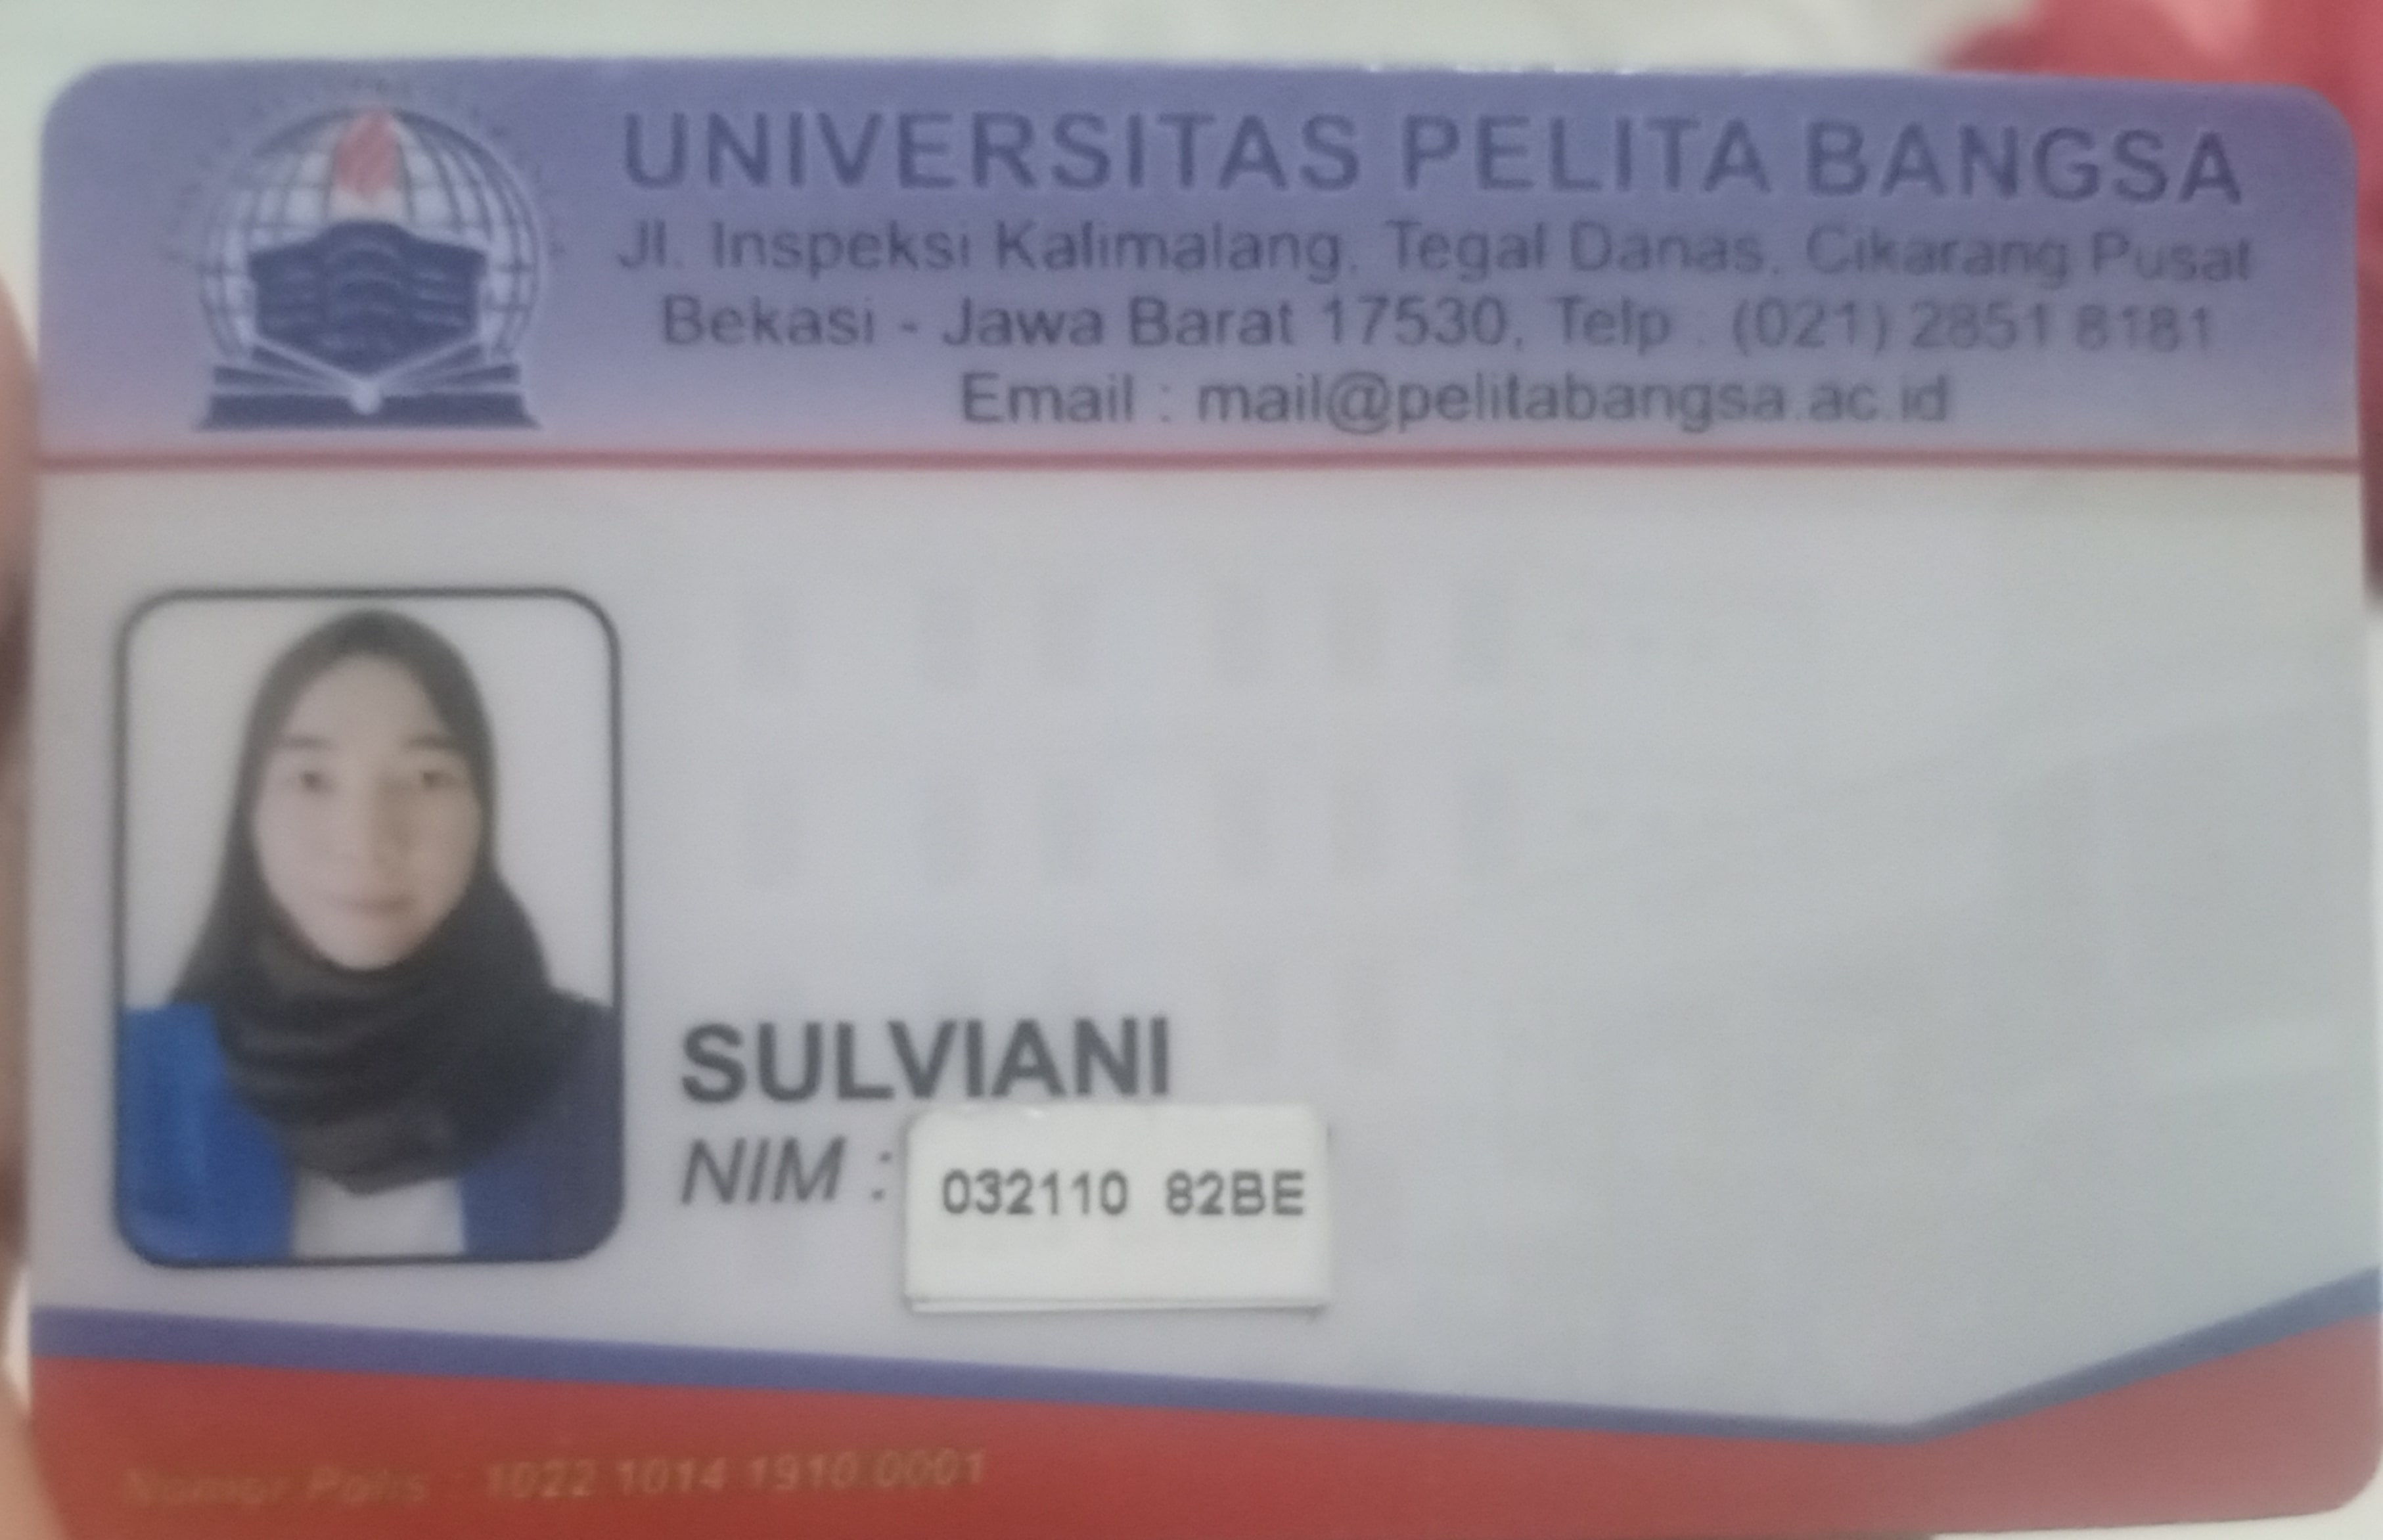 UNIVERSITAS PELITA BANGSA
Jl. Inspeksi Kalimalang, Tegal Danas, Cikarang Pusat
Bekasi - Jawa Barat 17530, Telp . (021) 2851 8181
Email : mail@pelitabangsa.ac.id
SULVIANI
NIM : 032110 82BE
Nomor Polis : 1022.1014.1910.0001